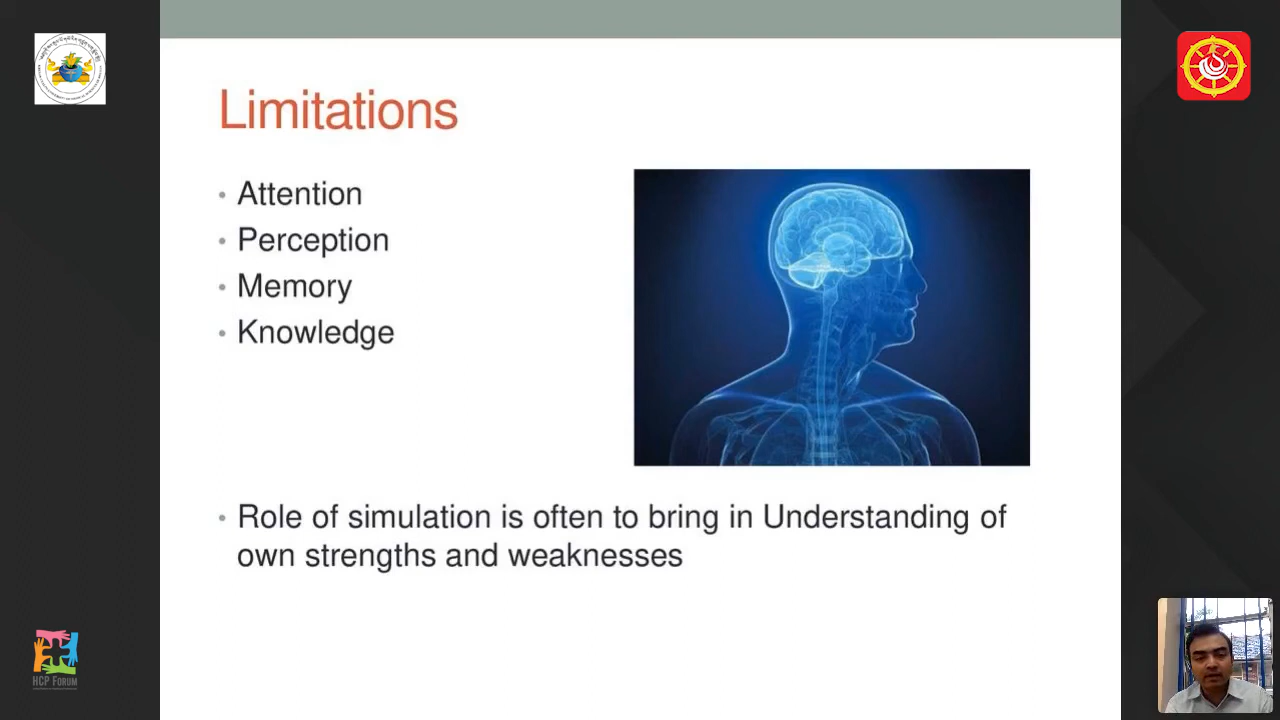 Limitations
• Attention
• Perception
• Memory
• Knowledge
• Role of simulation is often to bring in Understanding of
own strengths and weaknesses
HCP FORUM